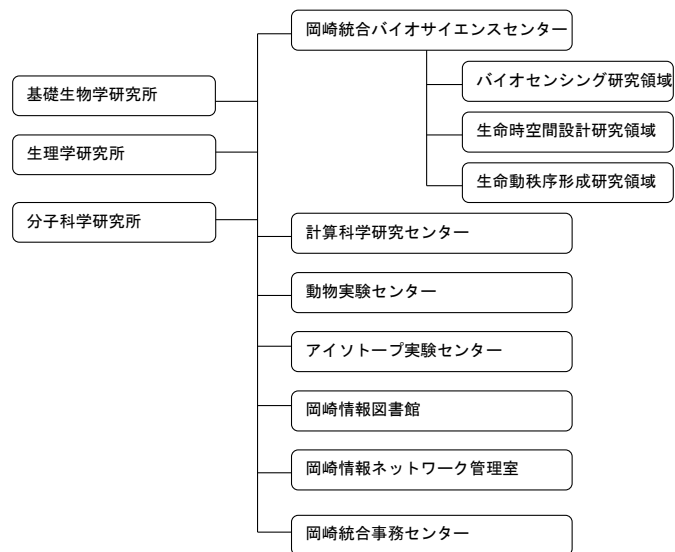 基礎生物学研究所
生理学研究所
分子科学研究所
岡崎統合バイオサイエンスセンター
バイオセンシング研究領域
生命時空間設計研究領域
生命動秩序形成研究領域
計算科学研究センター
動物実験センター
アイソトープ実験センター
岡崎情報図書館
岡崎情報ネットワーク管理室
岡崎統合事務センター